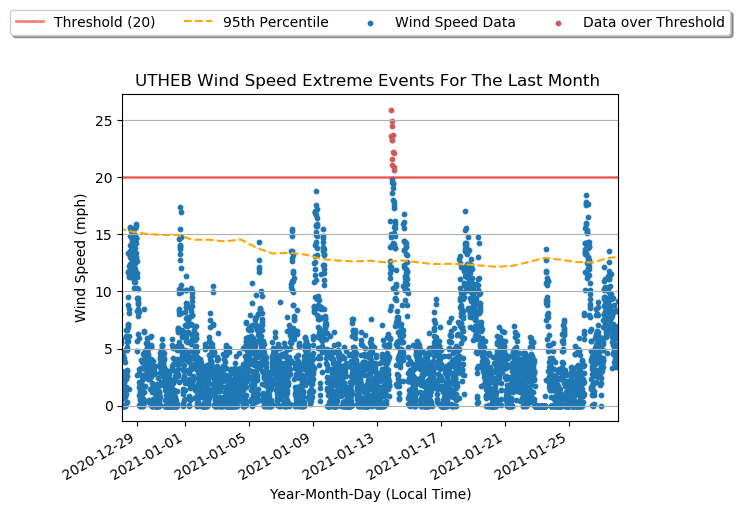 Threshold (20) 95th Percentile Wind Speed Data Data over Threshold
UTHEB Wind Speed Extreme Events For The Last Month
Wind Speed (mph)
25
20
15
10
5
0
2020-12-29 2021-01-01 2021-01-05 2021-01-09 2021-01-13 2021-01-17 2021-01-21 2021-01-25
Year-Month-Day (Local Time)